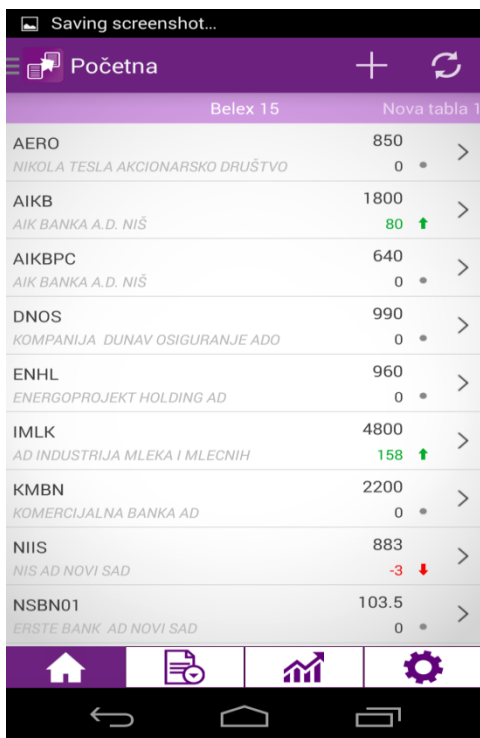 Saving screenshot...
Početna
Belex 15
Nova tabla 1
AERO
850
NIKOLA TESLA AKCIONARSKO DRUŠTVO
0
AIKB
1800
AIK BANKA A.D. NIŠ
80
AIKBPC
640
AIK BANKA A.D. NIŠ
0
DNOS
990
KOMPANIJA DUNAV OSIGURANJE ADO
0
ENHL
960
ENERGOPROJEKT HOLDING AD
0
IMLK
4800
AD INDUSTRIJA MLEKA I MLECNIH
158
KMBN
2200
KOMERCIJALNA BANKA AD
0
NIIS
883
NIS AD NOVI SAD
-3
NSBN01
103.5
ERSTE BANK AD NOVI SAD
0